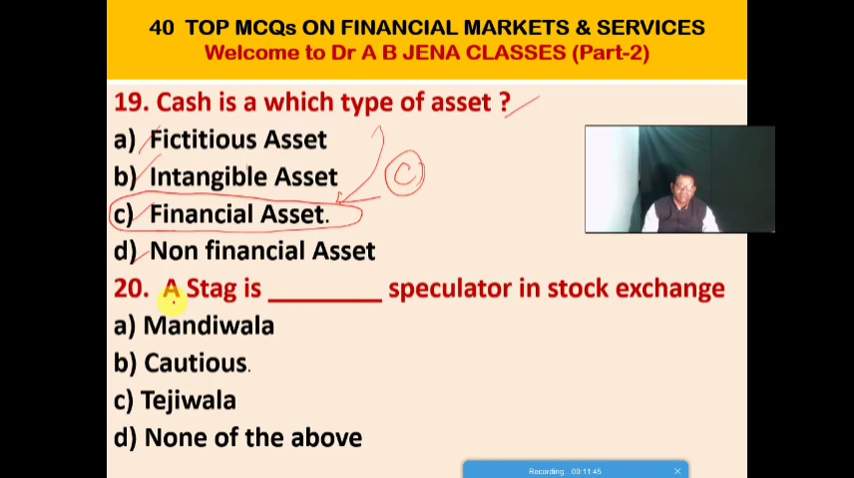 40 TOP MCQs ON FINANCIAL MARKETS & SERVICES
Welcome to Dr A B JENA CLASSES (Part-2)
19. Cash is a which type of asset ?
a) Fictitious Asset
b) Intangible Asset
C
c) Financial Asset.
d) Non financial Asset
20. A Stag is ________ speculator in stock exchange
a) Mandiwala
b) Cautious.
c) Tejiwala
d) None of the above
Recording... 03:11:45